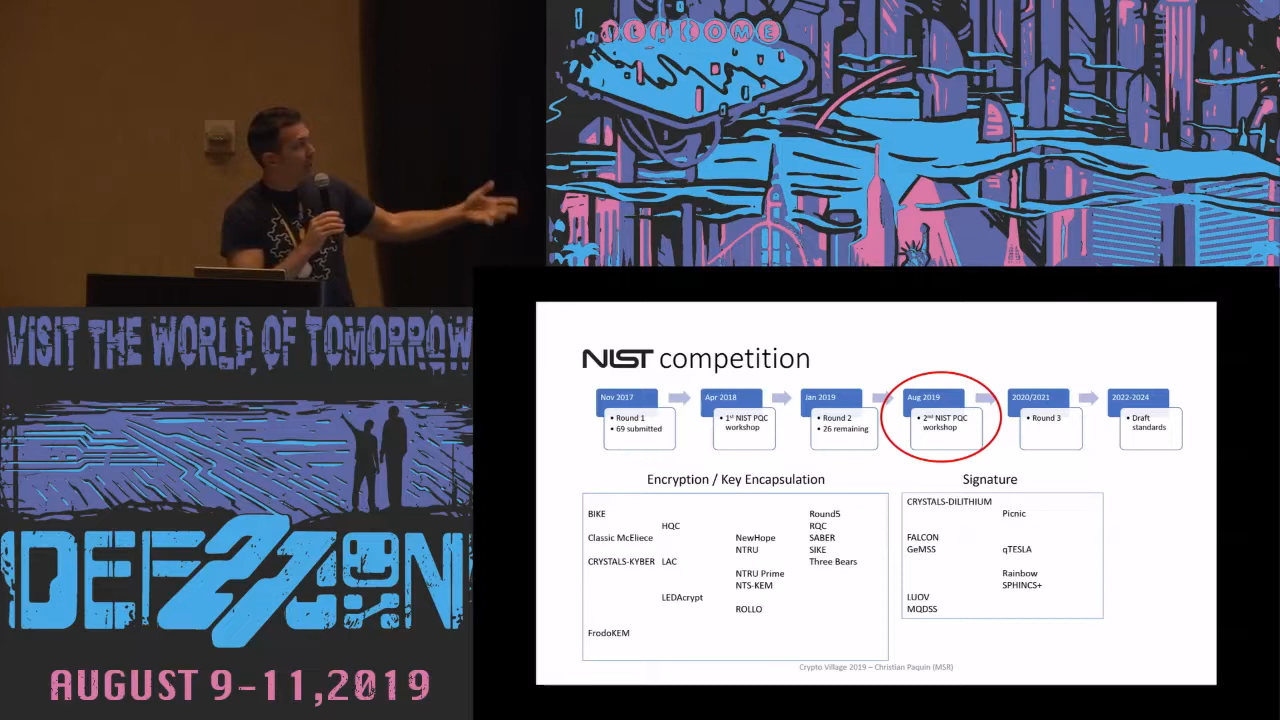 WELCOME
VISIT THE WORLD OF TOMORROW
DEFCON
27
AUGUST 9-11,2019
NIST competition
Nov 2017
• Round 1
• 69 submitted
Apr 2018
• 1st NIST PQC
workshop
Jan 2019
• Round 2
• 26 remaining
Aug 2019
• 2nd NIST PQC
workshop
2020/2021
• Round 3
2022-2024
• Draft
standards
Encryption / Key Encapsulation
BIKE
Classic McEliece
CRYSTALS-KYBER
FrodoKEM
HQC
LAC
LEDAcrypt
NewHope
NTRU
NTRU Prime
NTS-KEM
ROLLO
Round5
RQC
SABER
SIKE
Three Bears
Signature
CRYSTALS-DILITHIUM
FALCON
GeMSS
LUOV
MQDSS
Picnic
qTESLA
Rainbow
SPHINCS+
Crypto Village 2019 – Christian Paquin (MSR)